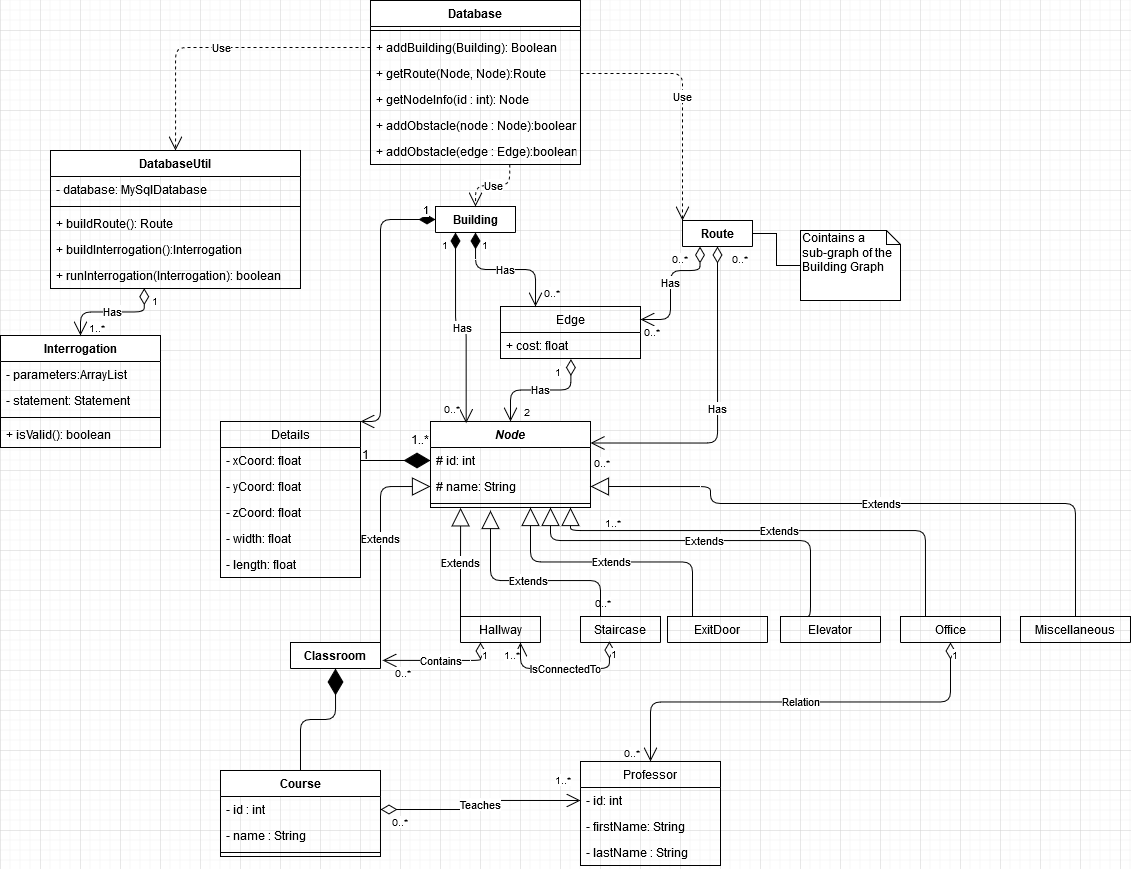 Database
+ addBuilding(Building): Boolean
+ getRoute(Node, Node):Route
+ getNodeInfo(id : int): Node
+ addObstacle(node : Node):boolean
+ addObstacle(edge : Edge):boolean
Use
Use
Use
DatabaseUtil
- database: MySqlDatabase
+ buildRoute(): Route
+ buildInterrogation():Interrogation
+ runInterrogation(Interrogation): boolean
1
Has
1..*
Interrogation
- parameters:ArrayList
- statement: Statement
+ isValid(): boolean
1
Building
1
1
Has
0..*
Has
0..*
Route
0..*
0..*
Has
0..*
Has
0..*
Cointains a
sub-graph of the
Building Graph
Edge
+ cost: float
1
Has
2
Details
- xCoord: float
- yCoord: float
- zCoord: float
- width: float
- length: float
1
1..*
Node
# id: int
# name: String
Extends
Extends
Extends
0..*
Extends
Extends
1..*
Extends
Extends
Classroom
Hallway
Staircase
ExitDoor
Elevator
Office
Miscellaneous
0..*
Contains
1
1..*
IsConnectedTo
1
1
Relation
0..*
Course
- id : int
- name : String
0..*
Teaches
1..*
Professor
- id: int
- firstName: String
- lastName : String